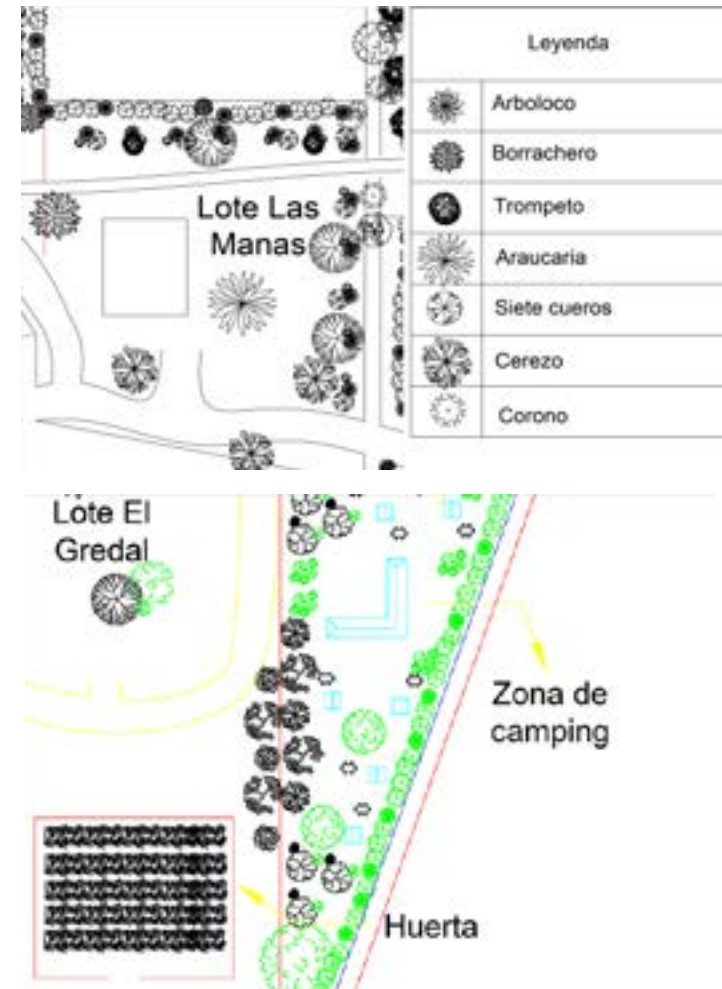 Leyenda
Arboloco
Borrachero
Trompeto
Araucaria
Siete cueros
Cerezo
Corono
Lote Las
Manas
Lote El
Gredal
Zona de
camping
Huerta